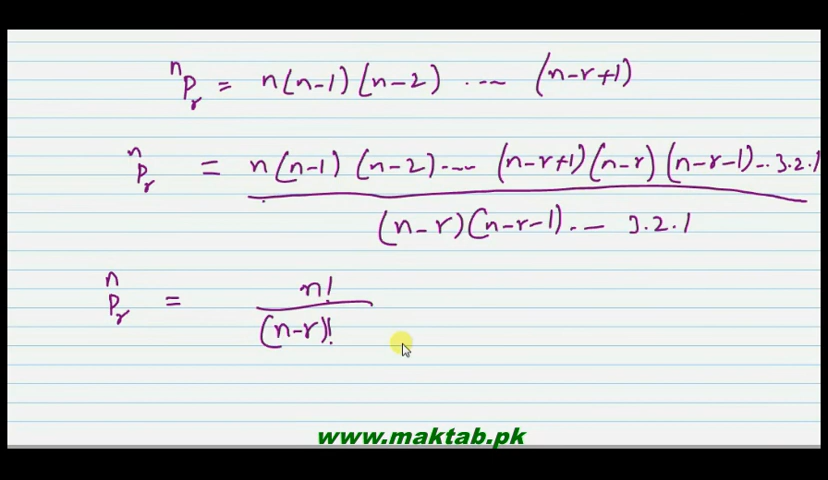 ⁿPᵣ = n(n-1)(n-2) .... (n-r+1)
ⁿPᵣ = n(n-1)(n-2).... (n-r+1)(n-r)(n-r-1)...3.2.1
(n-r)(n-r-1)... 3.2.1
ⁿPᵣ = n!
(n-r)!
www.maktab.pk